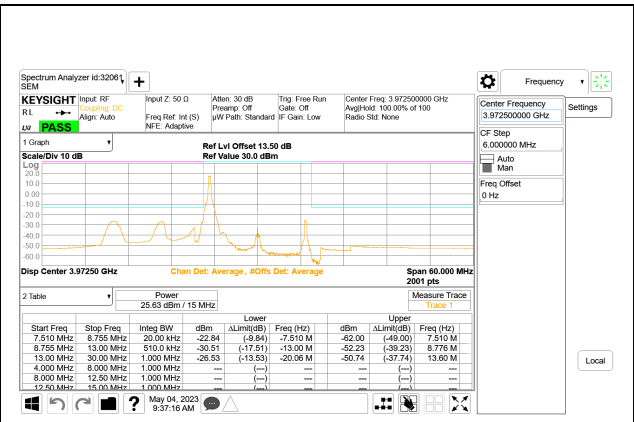 Spectrum Analyzer id:32061
SEM
Frequency
KEYSIGHT
RL
LXI PASS
Input: RF
Coupling: DC
Align: Auto
Input Z: 50 Ω
Freq Ref: Int (S)
NFE: Adaptive
Atten: 30 dB
Preamp: Off
µW Path: Standard
Trig: Free Run
Gate: Off
IF Gain: Low
Center Freq: 3.972500000 GHz
Avg|Hold: 100.00% of 100
Radio Std: None
Center Frequency
3.972500000 GHz
Settings
CF Step
6.000000 MHz
Auto
Man
Freq Offset
0 Hz
Local
1 Graph
Scale/Div 10 dB
Ref Lvl Offset 13.50 dB
Ref Value 30.0 dBm
Log
20.0
10.0
0.00
-10.0
-20.0
-30.0
-40.0
-50.0
-60.0
Disp Center 3.97250 GHz
Chan Det: Average, #Offs Det: Average
Span 60.000 MHz
2001 pts
2 Table
Power
25.63 dBm / 15 MHz
Measure Trace
Trace 1
Lower Upper
Start Freq Stop Freq Integ BW dBm ΔLimit(dB) Freq (Hz) dBm ΔLimit(dB) Freq (Hz)
7.510 MHz 8.755 MHz 20.00 kHz -22.84 (-9.84) -7.510 M -62.00 (-49.00) 7.510 M
8.755 MHz 13.00 MHz 510.0 kHz -30.51 (-17.51) -13.00 M -52.23 (-39.23) 8.776 M
13.00 MHz 30.00 MHz 1.000 MHz -26.53 (-13.53) -20.06 M -50.74 (-37.74) 13.60 M
4.000 MHz 8.000 MHz 1.000 MHz --- (---) --- (---)
8.000 MHz 12.50 MHz 1.000 MHz --- (---) --- (---)
12.50 MHz 15.00 MHz 1.000 MHz --- (---) --- (---)
?
May 04, 2023
9:37:16 AM